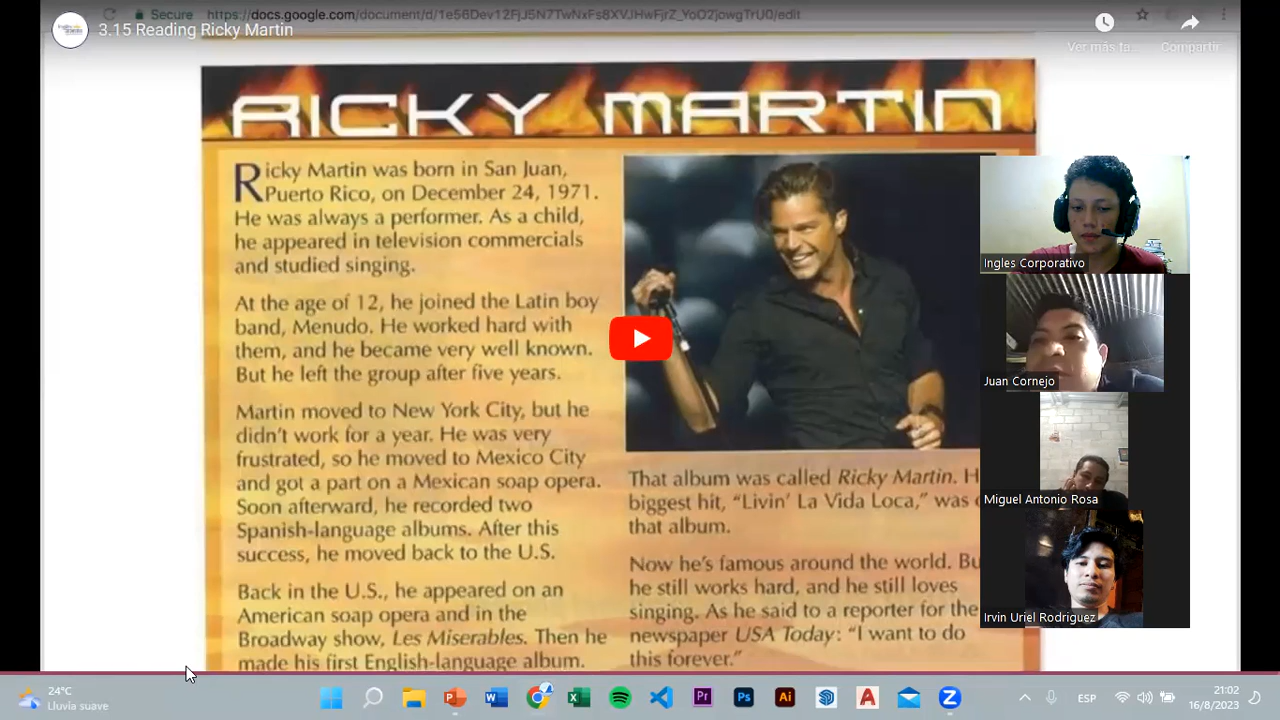 Secure
https://docs.google.com/document/d/1e56Dev12FjJ5N7TwNxFs8XVJHwFjrZ_YoO2jowgTrU0/edit
3.15 Reading Ricky Martin
Ver más ta...
Compartir
RICKY MARTIN
Ricky Martin was born in San Juan,
Puerto Rico, on December 24, 1971.
He was always a performer. As a child,
he appeared in television commercials
and studied singing.
At the age of 12, he joined the Latin boy
band, Menudo. He worked hard with
them, and he became very well known.
But he left the group after five years.
Martin moved to New York City, but he
didn't work for a year. He was very
frustrated, so he moved to Mexico City
and got a part on a Mexican soap opera.
Soon afterward, he recorded two
Spanish-language albums. After this
success, he moved back to the U.S.
Back in the U.S., he appeared on an
American soap opera and in the
Broadway show, Les Miserables. Then he
made his first English-language album.
That album was called Ricky Martin. H
biggest hit, "Livin' La Vida Loca," was
that album.
Now he's famous around the world. Bu
he still works hard, and he still loves
singing. As he said to a reporter for the
newspaper USA Today: "I want to do
this forever."
Ingles Corporativo
Juan Cornejo
Miguel Antonio Rosa
Irvin Uriel Rodriguez
24°C
Lluvia suave
ESP
21:02
16/8/2023